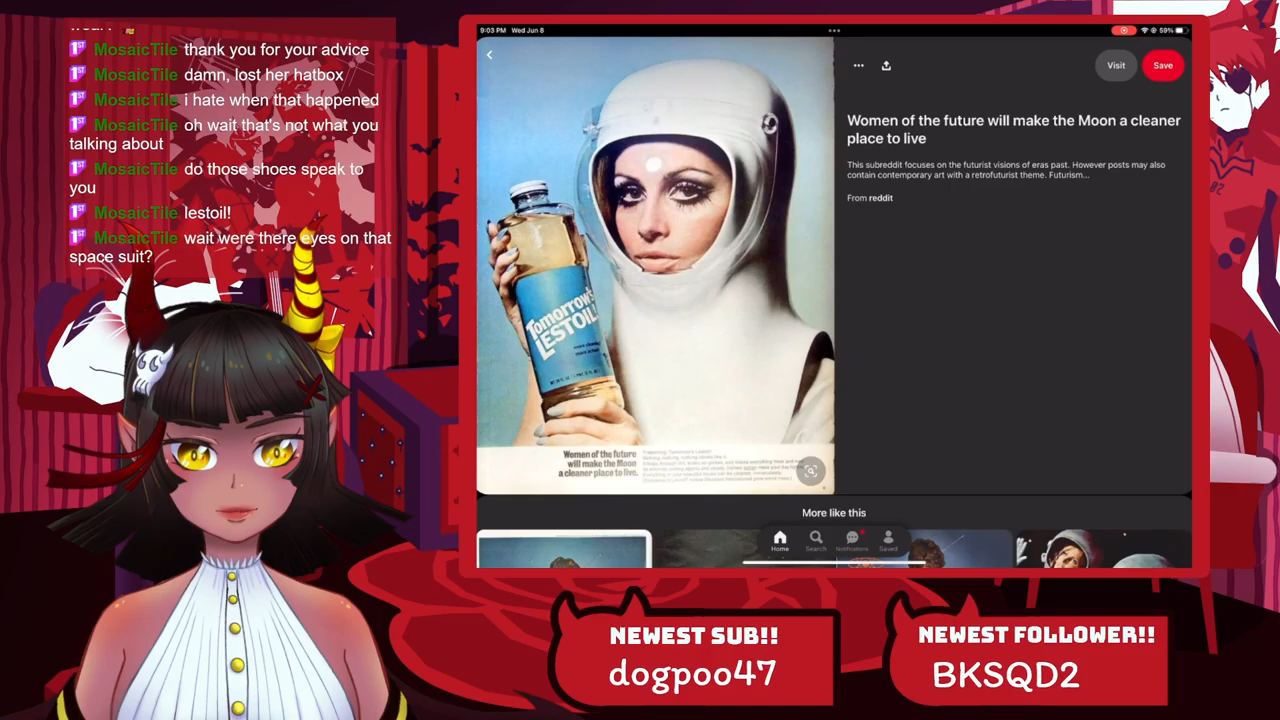 MosaicTile thank you for your advice
MosaicTile damn, lost her hatbox
MosaicTile i hate when that happened
MosaicTile oh wait that's not what you
talking about
MosaicTile do those shoes speak to
you
MosaicTile lestoil!
MosaicTile wait were there eyes on that
space suit?
9:03 PM Wed Jun 8
59%
Visit
Save
Women of the future will make the Moon a cleaner
place to live
This subreddit focuses on the futurist visions of eras past. However posts may also
contain contemporary art with a retrofuturist theme. Futurism...
From reddit
Tomorrow's
LESTOIL
Women of the future
will make the Moon
a cleaner place to live.
More like this
Home
Search
Notifications
Saved
NEWEST SUB!!
dogpoo47
NEWEST FOLLOWER!!
BKSQD2